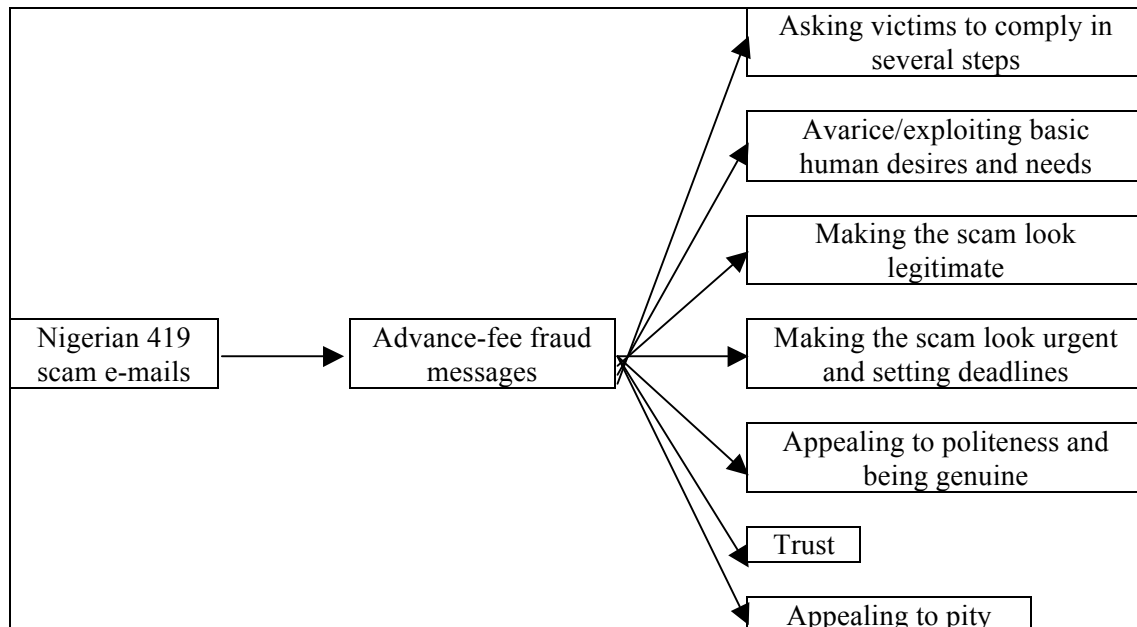 Asking victims to comply in
several steps
Avarice/exploiting basic
human desires and needs
Making the scam look
legitimate
Nigerian 419
scam e-mails
Advance-fee fraud
messages
Making the scam look urgent
and setting deadlines
Appealing to politeness and
being genuine
Trust
Appealing to pity